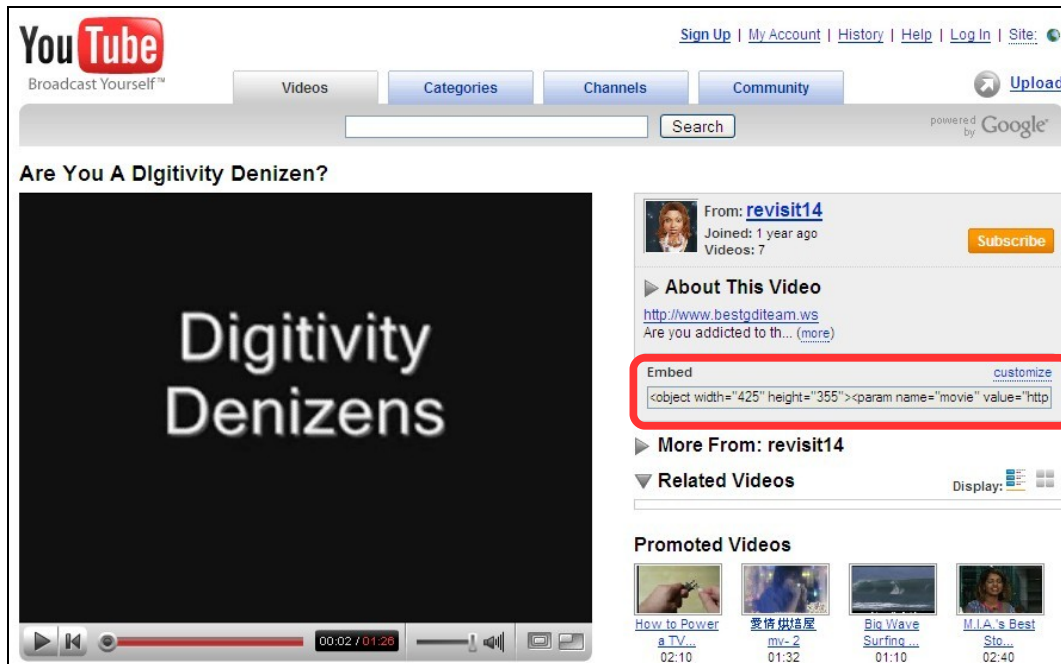 YouTube
Broadcast Yourself™
Sign Up | My Account | History | Help | Log In | Site:
Videos
Categories
Channels
Community
Upload
Search
powered by Google
Are You A DIgitivity Denizen?
Digitivity
Denizens
00:02 / 01:26
From: revisit14
Joined: 1 year ago
Videos: 7
Subscribe
About This Video
http://www.bestgditeam.ws
Are you addicted to th... (more)
Embed
customize
<object width="425" height="355"><param name="movie" value="http
More From: revisit14
Related Videos
Display:
Promoted Videos
How to Power
a TV...
02:10
愛情烘焙屋
mv- 2
01:32
Big Wave
Surfing ...
01:10
M.I.A.'s Best
Sto...
02:40